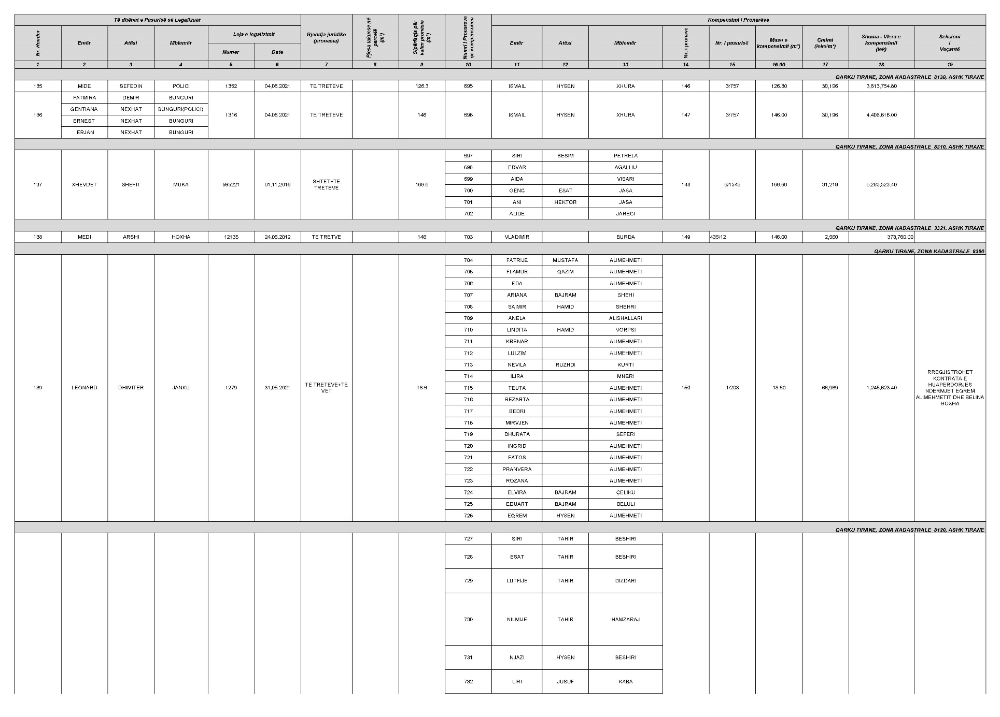 Të dhënat e Pasurisë së Legalizuar
Kompensimi i Pronarëve
Nr. Rendor
Emër
Atësi
Mblemër
Leja e legalizimit
Numer
Date
Gjendja juridike
(pronesia)
Pjesa takuese në
parcelë
(m²)
Sipërfaqja për
kalim pronësie
(m²)
Numri i Pronareve
qe kompensohen
Emër
Atësi
Mblemër
Nr. i pronave
Nr. i pasurisë
Masa e
kompensimit (m²)
Çmimi
(leke/m²)
Shuma - Vlera e
kompensimit
(lek)
Seksioni
i
Veçantë
1 2 3 4 5 6 7 8 9 10 11 12 13 14 15 16.00 17 18 19
QARKU TIRANE, ZONA KADASTRALE 8130, ASHK TIRANE
135 MIDE SEFEDIN POLICI 1352 04.06.2021 TE TRETEVE 126.3 695 ISMAIL HYSEN XHURA 146 3/757 126.30 30,196 3,813,754.80
FATMIRA DEMIR BUNGURI
GENTIANA NEXHAT BUNGURI(POLICI)
136 1316 04.06.2021 TE TRETEVE 146 696 ISMAIL HYSEN XHURA 147 3/757 146.00 30,196 4,408,616.00
ERNEST NEXHAT BUNGURI
ERJAN NEXHAT BUNGURI
QARKU TIRANE, ZONA KADASTRALE 8310, ASHK TIRANE
697 SIRI BESIM PETRELA
698 EDVAR AGALLIU
699 AIDA VISARI
137 XHEVDET SHEFIT MUKA 995221 01,11,2016 SHTET+TE
TRETEVE 168.6 148 6/1545 168.60 31,219 5,263,523.40
700 GENC ESAT JASA
701 ANI HEKTOR JASA
702 ALIDE JARECI
QARKU TIRANE, ZONA KADASTRALE 3321, ASHK TIRANE
138 MEDI ARSHI HOXHA 12135 24,05,2012 TE TRETVE 146 703 VLADIMIR BURDA 149 435/12 146.00 2,560 373,760.00
QARKU TIRANE, ZONA KADASTRALE 8360
704 FATRIJE MUSTAFA ALIMEHMETI
705 FLAMUR QAZIM ALIMEHMETI
706 EDA ALIMEHMETI
707 ARIANA BAJRAM SHEHI
708 SAIMIR HAMID SHEHRI
709 ANELA ALISHALLARI
710 LINDITA HAMID VORPSI
711 KRENAR ALIMEHMETI
712 LULZIM ALIMEHMETI
713 NEVILA RUZHDI KURTI
714 ILIRA MNERI
139 LEONARD DHIMITER JANKU 1279 31,05,2021 TE TRETEVE+TE
VET 18.6 715 TEUTA ALIMEHMETI 150 1/203 18.60 66,969 1,245,623.40
RREGJISTROHET
KONTRATA E
HUAPERDORJES
NDERMJET EQREM
ALIMEHMETIT DHE BELINA
HOXHA
716 REZARTA ALIMEHMETI
717 BEDRI ALIMEHMETI
718 MIRVJEN ALIMEHMETI
719 DHURATA SEFERI
720 INGRID ALIMEHMETI
721 FATOS ALIMEHMETI
722 PRANVERA ALIMEHMETI
723 ROZANA ALIMEHMETI
724 ELVIRA BAJRAM ÇELIKU
725 EDUART BAJRAM BELULI
726 EQREM HYSEN ALIMEHMETI
QARKU TIRANE, ZONA KADASTRALE 8120, ASHK TIRANE
727 SIRI TAHIR BESHIRI
728 ESAT TAHIR BESHIRI
729 LUTFIJE TAHIR DIZDARI
730 NILMIJE TAHIR HAMZARAJ
731 NJAZI HYSEN BESHIRI
732 LIRI JUSUF KABA